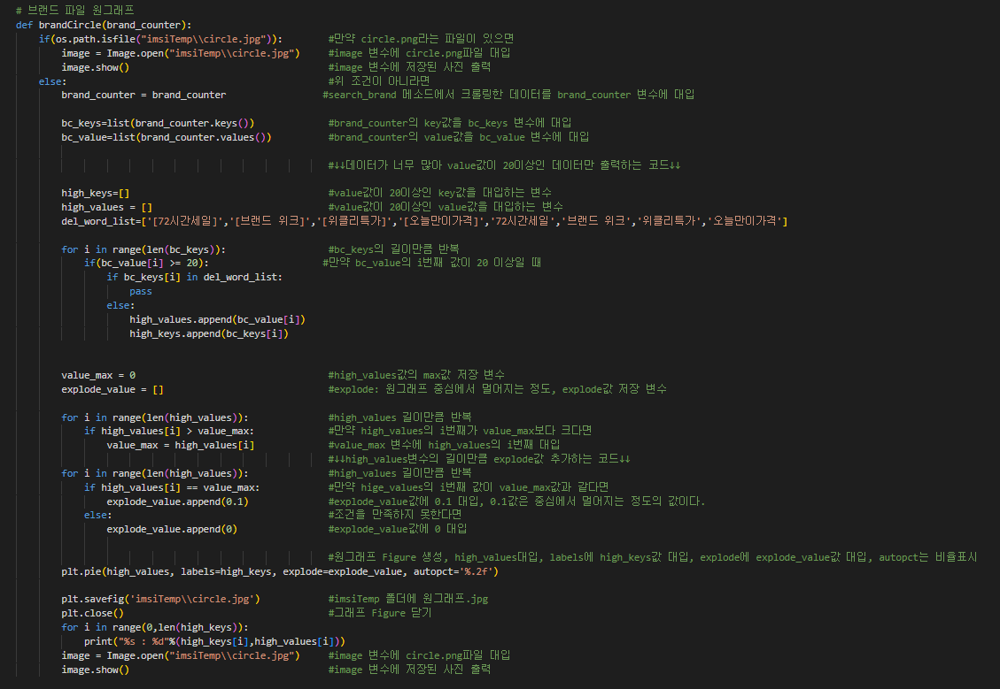 # 브랜드 파일 원그래프
def brandCircle(brand_counter):
    if(os.path.isfile("imsiTemp\\circle.jpg")):        #만약 circle.png라는 파일이 있으면
        image = Image.open("imsiTemp\\circle.jpg")     #image 변수에 circle.png파일 대입
        image.show()                                   #image 변수에 저장된 사진 출력
    else:                                              #위 조건이 아니라면
        brand_counter = brand_counter                 #search_brand 메소드에서 크롤링한 데이터를 brand_counter 변수에 대입
        bc_keys=list(brand_counter.keys())             #brand_counter의 key값을 bc_keys 변수에 대입
        bc_value=list(brand_counter.values())          #brand_counter의 value값을 bc_value 변수에 대입
                                                       #↓↓데이터가 너무 많아 value값이 20이상인 데이터만 출력하는 코드↓↓
        high_keys=[]                                   #value값이 20이상인 key값을 대입하는 변수
        high_values = []                               #value값이 20이상인 value값을 대입하는 변수
        del_word_list=['[72시간세일]','[브랜드 위크]','[위클리특가]','[오늘만이가격]','72시간세일','브랜드 위크','위클리특가','오늘만이가격']
        for i in range(len(bc_keys)):                  #bc_keys의 길이만큼 반복
            if(bc_value[i] >= 20):                    #만약 bc_value의 i번째 값이 20 이상일 때
                if bc_keys[i] in del_word_list:
                    pass
                else:
                    high_values.append(bc_value[i])
                    high_keys.append(bc_keys[i])
        value_max = 0                                  #high_values값의 max값 저장 변수
        explode_value = []                             #explode: 원그래프 중심에서 멀어지는 정도, explode값 저장 변수
        for i in range(len(high_values)):              #high_values 길이만큼 반복
            if high_values[i] > value_max:             #만약 high_values의 i번째가 value_max보다 크다면
                value_max = high_values[i]             #value_max 변수에 high_values의 i번째 대입
                                                       #↓↓high_values변수의 길이만큼 explode값 추가하는 코드↓↓
        for i in range(len(high_values)):              #high_values 길이만큼 반복
            if high_values[i] == value_max:            #만약 hige_values의 i번째 값이 value_max값과 같다면
                explode_value.append(0.1)              #explode_value값에 0.1 대입, 0.1값은 중심에서 멀어지는 정도의 값이다.
            else:                                      #조건을 만족하지 못한다면
                explode_value.append(0)                #explode_value값에 0 대입
                                                       #원그래프 Figure 생성, high_values대입, labels에 high_keys값 대입, explode에 explode_value값 대입, autopct는 비율표시
        plt.pie(high_values, labels=high_keys, explode=explode_value, autopct='%.2f')
        plt.savefig('imsiTemp\\circle.jpg')            #imsiTemp 폴더에 원그래프.jpg
        plt.close()                                    #그래프 Figure 닫기
        for i in range(0,len(high_keys)):
            print("%s : %d"%(high_keys[i],high_values[i]))
        image = Image.open("imsiTemp\\circle.jpg")     #image 변수에 circle.png파일 대입
        image.show()                                   #image 변수에 저장된 사진 출력